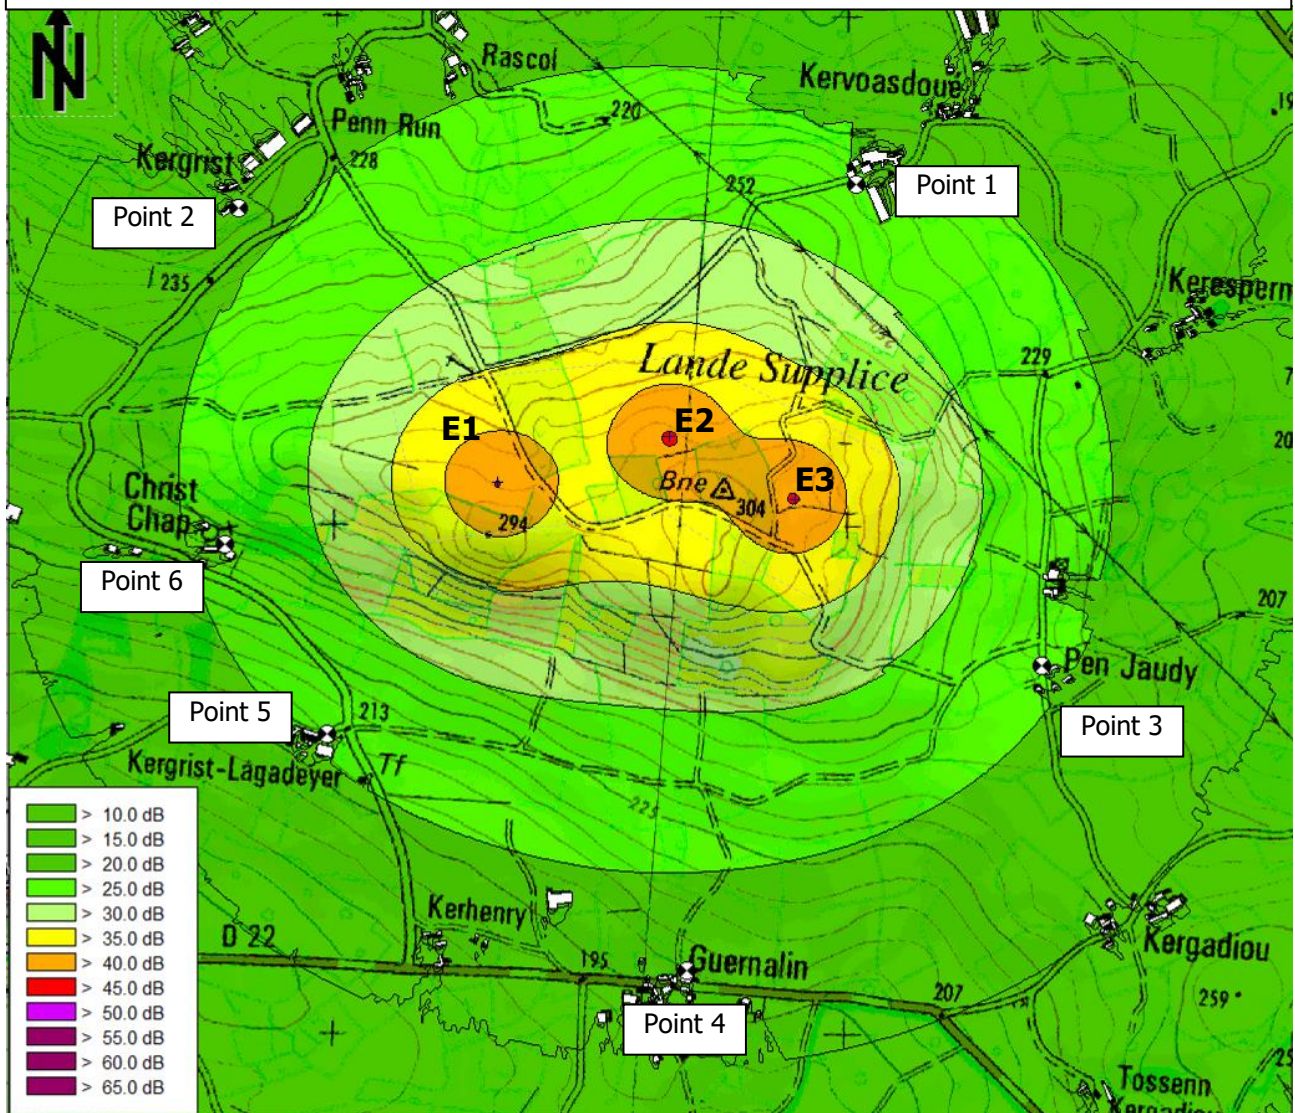 N
Rascol
Kervoasdoué
220
Penn Run
Kergrist
228
252
Point 1
Point 2
235
Kerespern
229
Lande Supplice
260
E1
E2
E3
Bne
304
294
Christ
Chap
Point 6
207
Pen Jaudy
Point 3
Point 5
213
Kergrist-Lagadeyer
Tf
225
> 10.0 dB
> 15.0 dB
> 20.0 dB
> 25.0 dB
> 30.0 dB
> 35.0 dB
> 40.0 dB
> 45.0 dB
> 50.0 dB
> 55.0 dB
> 60.0 dB
> 65.0 dB
Kerhenry
D 22
195
Guernalin
Point 4
207
Kergadiou
259
Tossenn
Kergadiou